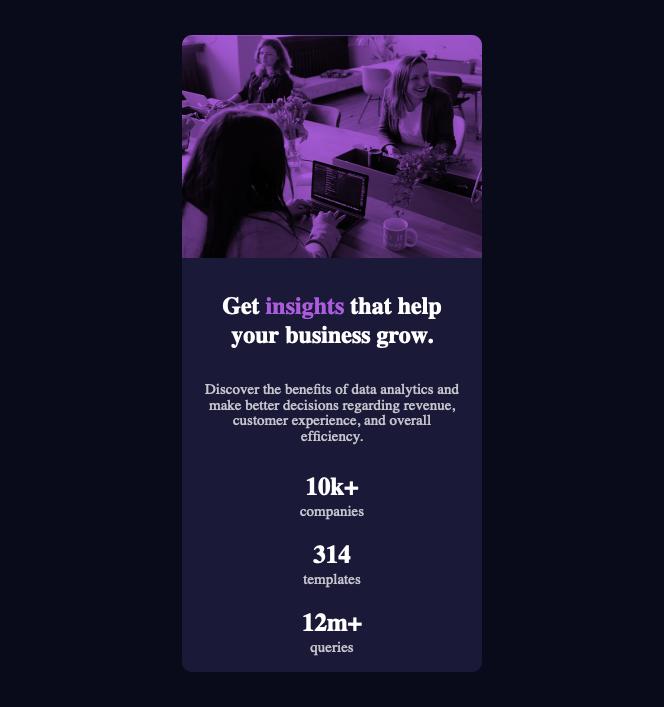 Get insights that help
your business grow.
Discover the benefits of data analytics and
make better decisions regarding revenue,
customer experience, and overall
efficiency.
10k+
companies
314
templates
12m+
queries